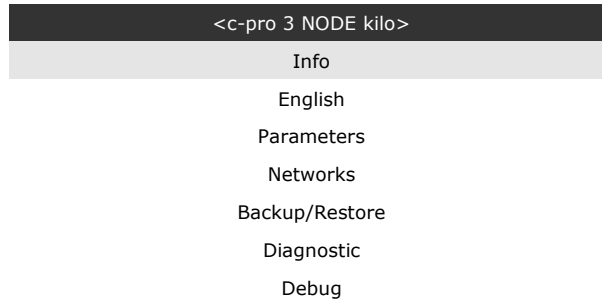 <c-pro 3 NODE kilo>
Info
English
Parameters
Networks
Backup/Restore
Diagnostic
Debug